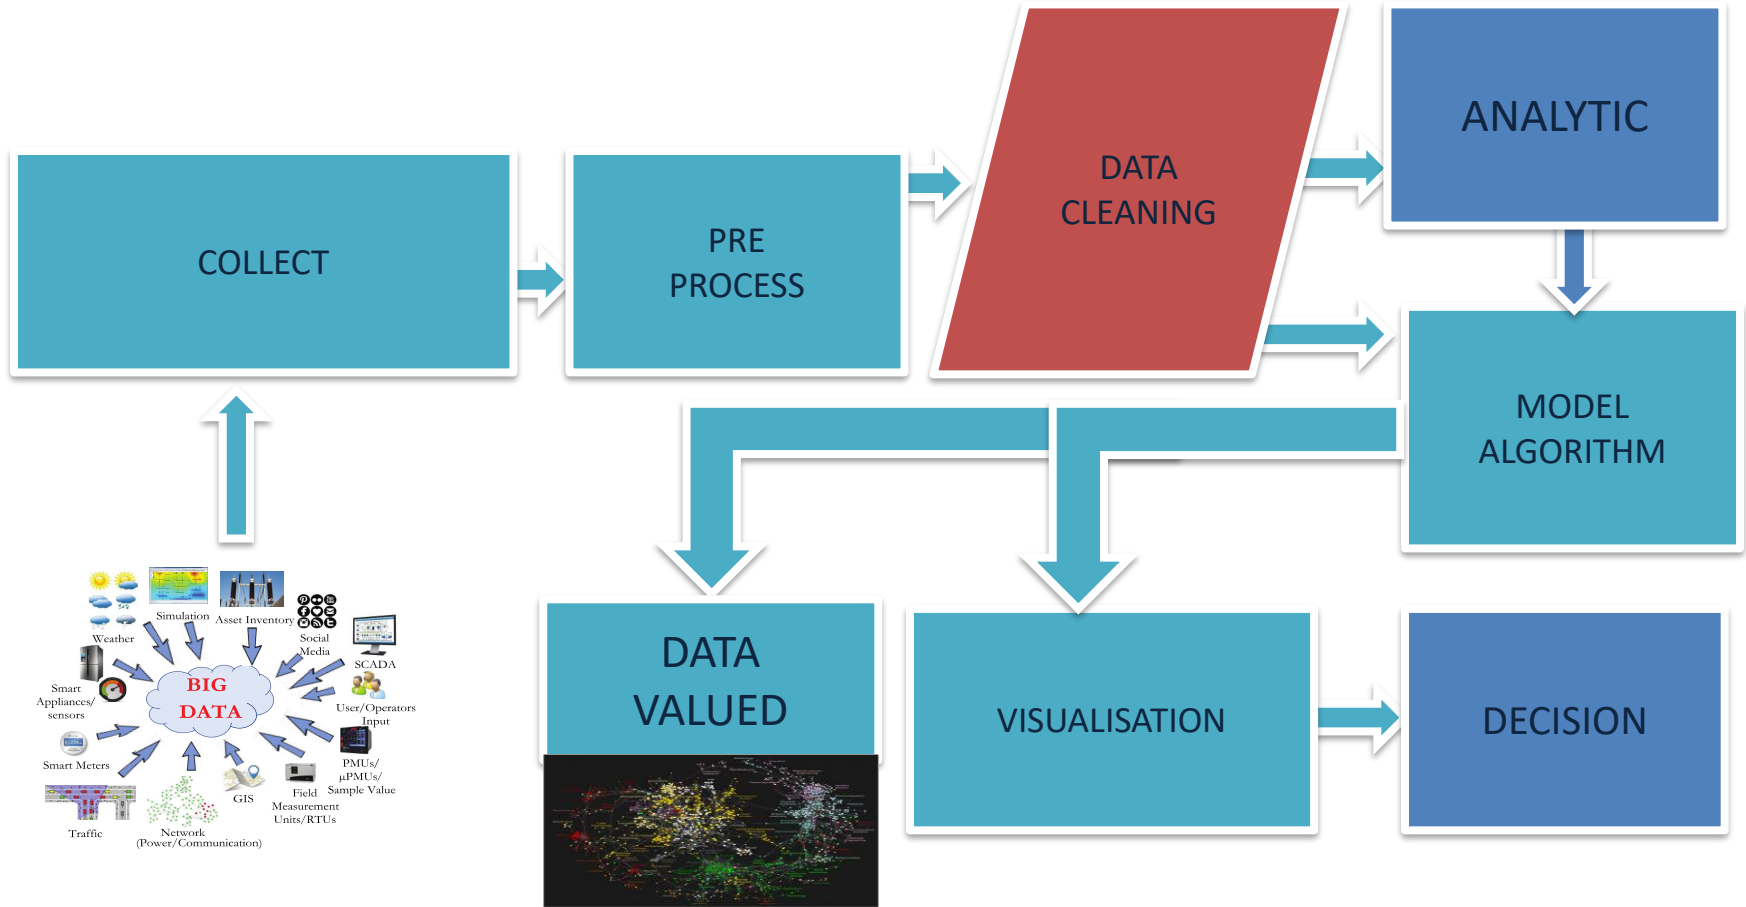 COLLECT
PRE
PROCESS
DATA
CLEANING
ANALYTIC
MODEL
ALGORITHM
DATA
VALUED
VISUALISATION
DECISION
Weather
Simulation
Asset Inventory
Social
Media
SCADA
User/Operators
Input
PMUs/
µPMUs/
Sample Value
Field
Measurement
Units/RTUs
GIS
Network
(Power/Communication)
Traffic
Smart Meters
Smart
Appliances/
sensors
BIG
DATA